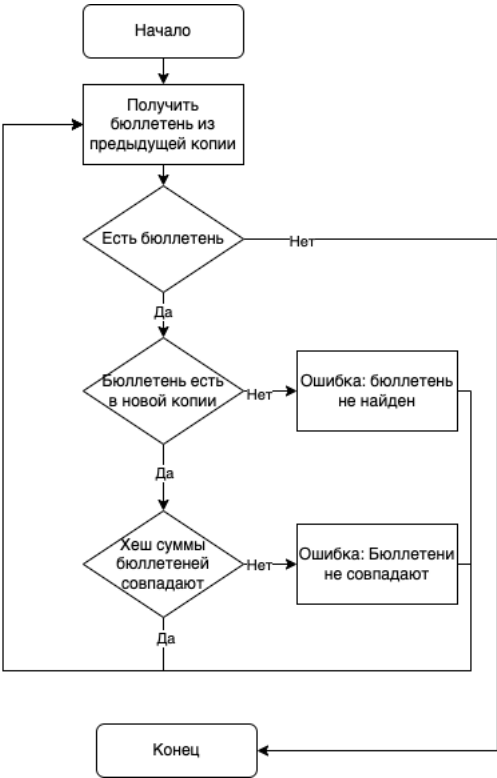 Начало
Получить
бюллетень из
предыдущей копии
Есть бюллетень
Нет
Да
Бюллетень есть
в новой копии
Нет
Ошибка: бюллетень
не найден
Да
Хеш суммы
бюллетеней
совпадают
Нет
Ошибка: Бюллетени
не совпадают
Да
Конец